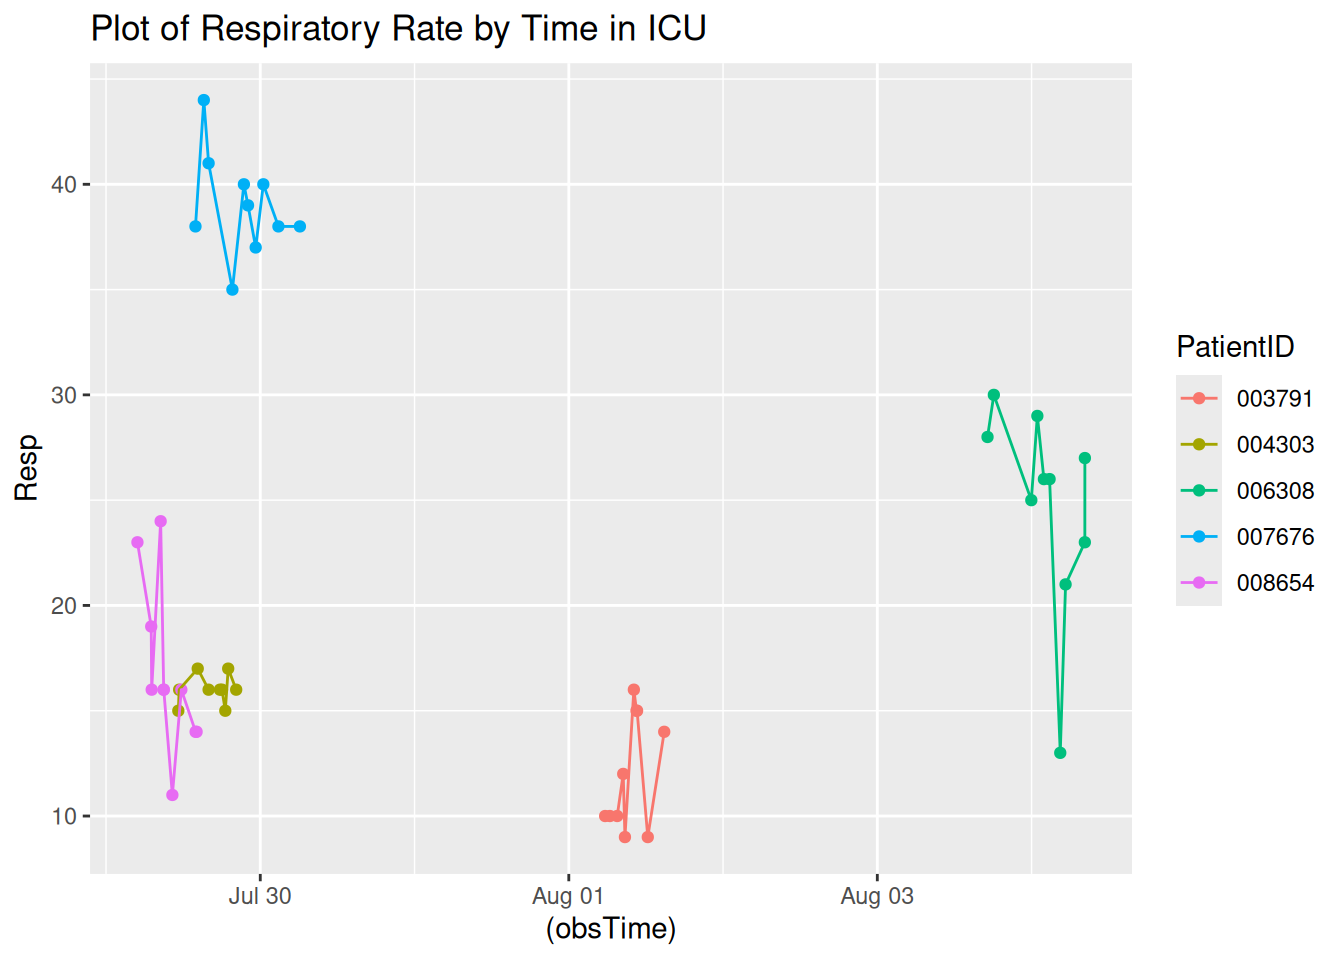 Plot of Respiratory Rate by Time in ICU
Resp
40
30
20
10
Jul 30
Aug 01
Aug 03
(obsTime)
PatientID
003791
004303
006308
007676
008654